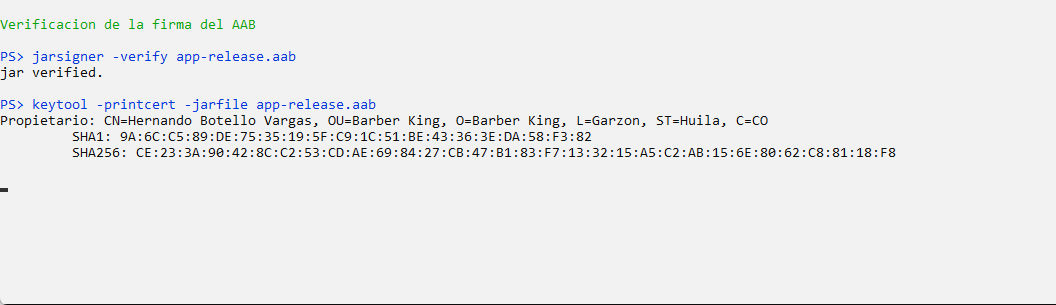 Verificacion de la firma del AAB
PS> jarsigner -verify app-release.aab
jar verified.
PS> keytool -printcert -jarfile app-release.aab
Propietario: CN=Hernando Botello Vargas, OU=Barber King, O=Barber King, L=Garzon, ST=Huila, C=CO
SHA1: 9A:6C:C5:89:DE:75:35:19:5F:C9:1C:51:BE:43:36:3E:DA:58:F3:82
SHA256: CE:23:3A:90:42:8C:C2:53:CD:AE:69:84:27:CB:47:B1:83:F7:13:32:15:A5:C2:AB:15:6E:80:62:C8:81:18:F8